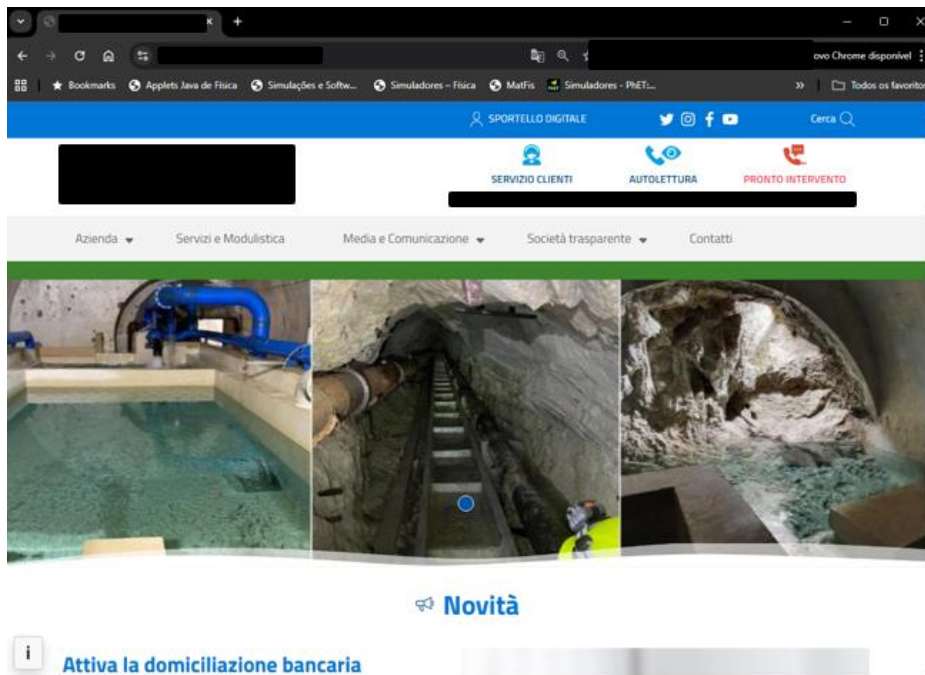 ovo Chrome disponível
Bookmarks Applets Java de Física Simulações e Softw... Simuladores – Física MatFis Simuladores - PhET:... » Todos os favoritos
SPORTELLO DIGITALE Cerca
SERVIZIO CLIENTI AUTOLETTURA PRONTO INTERVENTO
Azienda Servizi e Modulistica Media e Comunicazione Società trasparente Contatti
Novità
i
Attiva la domiciliazione bancaria